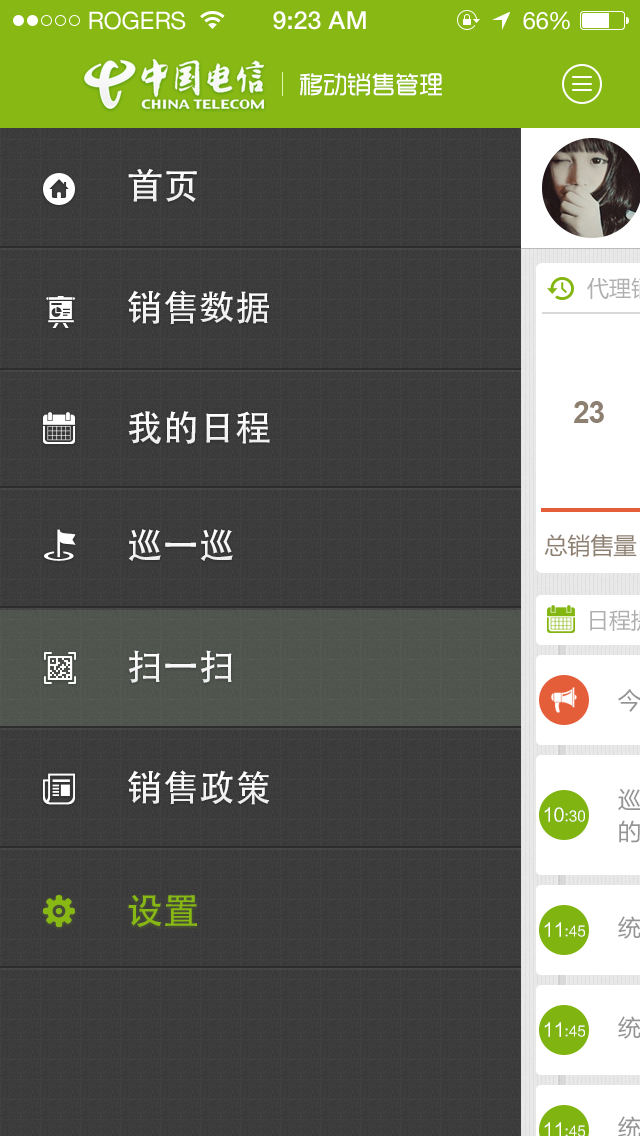 ROGERS 9:23 AM 66%
中国电信 CHINA TELECOM 移动销售管理
首页
销售数据
我的日程
巡一巡
扫一扫
销售政策
设置
代理销
23
总销售量
日程提
今
10:30 巡
的
11:45 统
11:45 统
11:45 统